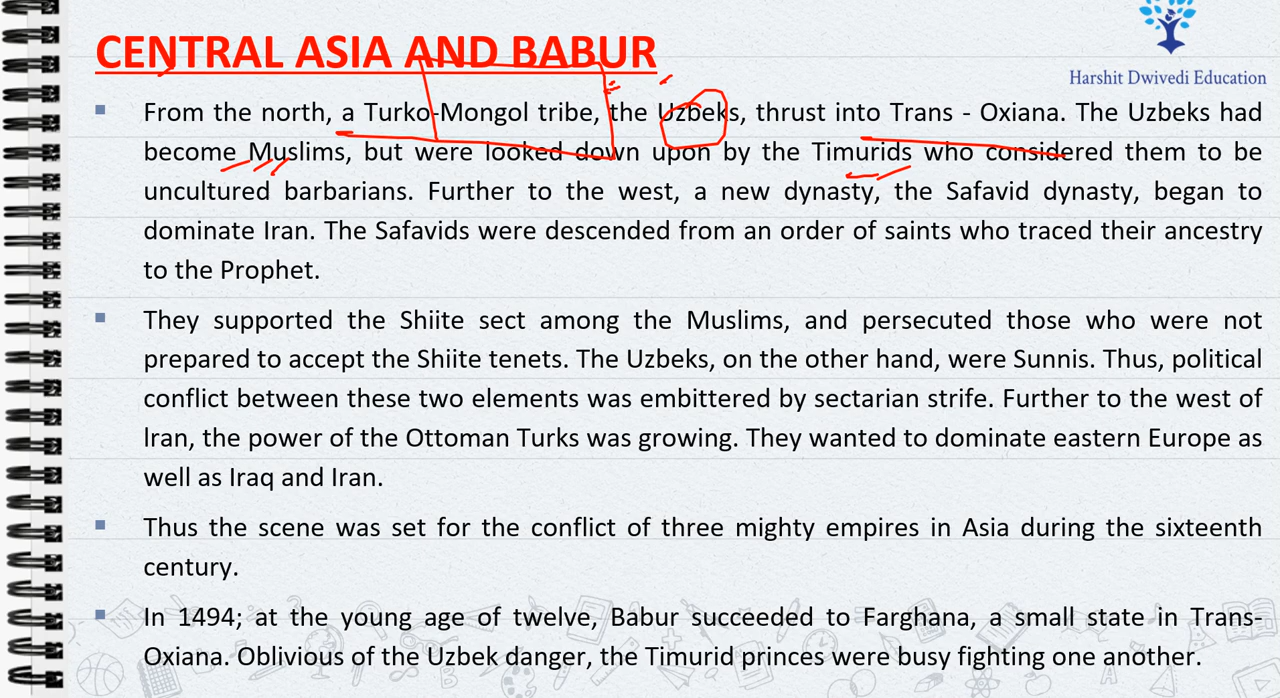 CENTRAL ASIA AND BABUR
Harshit Dwivedi Education
From the north, a Turko-Mongol tribe, the Uzbeks, thrust into Trans - Oxiana. The Uzbeks had
become Muslims, but were looked down upon by the Timurids who considered them to be
uncultured barbarians. Further to the west, a new dynasty, the Safavid dynasty, began to
dominate Iran. The Safavids were descended from an order of saints who traced their ancestry
to the Prophet.
They supported the Shiite sect among the Muslims, and persecuted those who were not
prepared to accept the Shiite tenets. The Uzbeks, on the other hand, were Sunnis. Thus, political
conflict between these two elements was embittered by sectarian strife. Further to the west of
Iran, the power of the Ottoman Turks was growing. They wanted to dominate eastern Europe as
well as Iraq and Iran.
Thus the scene was set for the conflict of three mighty empires in Asia during the sixteenth
century.
In 1494; at the young age of twelve, Babur succeeded to Farghana, a small state in Trans-
Oxiana. Oblivious of the Uzbek danger, the Timurid princes were busy fighting one another.